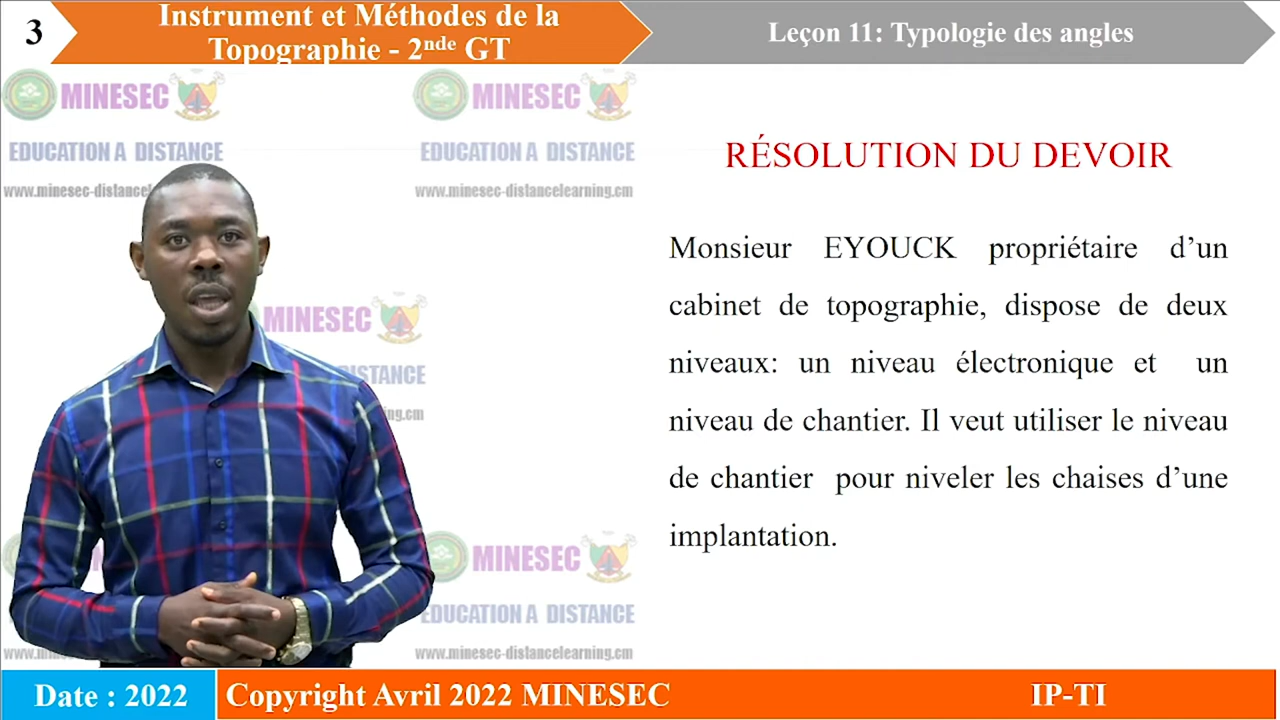 3
Instrument et Méthodes de la
Topographie - 2nde GT
Leçon 11: Typologie des angles
MINESEC
EDUCATION A DISTANCE
www.minesec-distance
MINESEC
EDUCATION A DISTANCE
www.minesec-distancelearning.cm
RÉSOLUTION DU DEVOIR
Monsieur EYOUCK propriétaire d’un
cabinet de topographie, dispose de deux
niveaux: un niveau électronique et un
niveau de chantier. Il veut utiliser le niveau
de chantier pour niveler les chaises d’une
implantation.
MINESEC
DISTANCE
ng.cm
MINESEC
EDUCATION A DISTANCE
www.minesec-distancelearning.cm
Date : 2022
Copyright Avril 2022 MINESEC
IP-TI